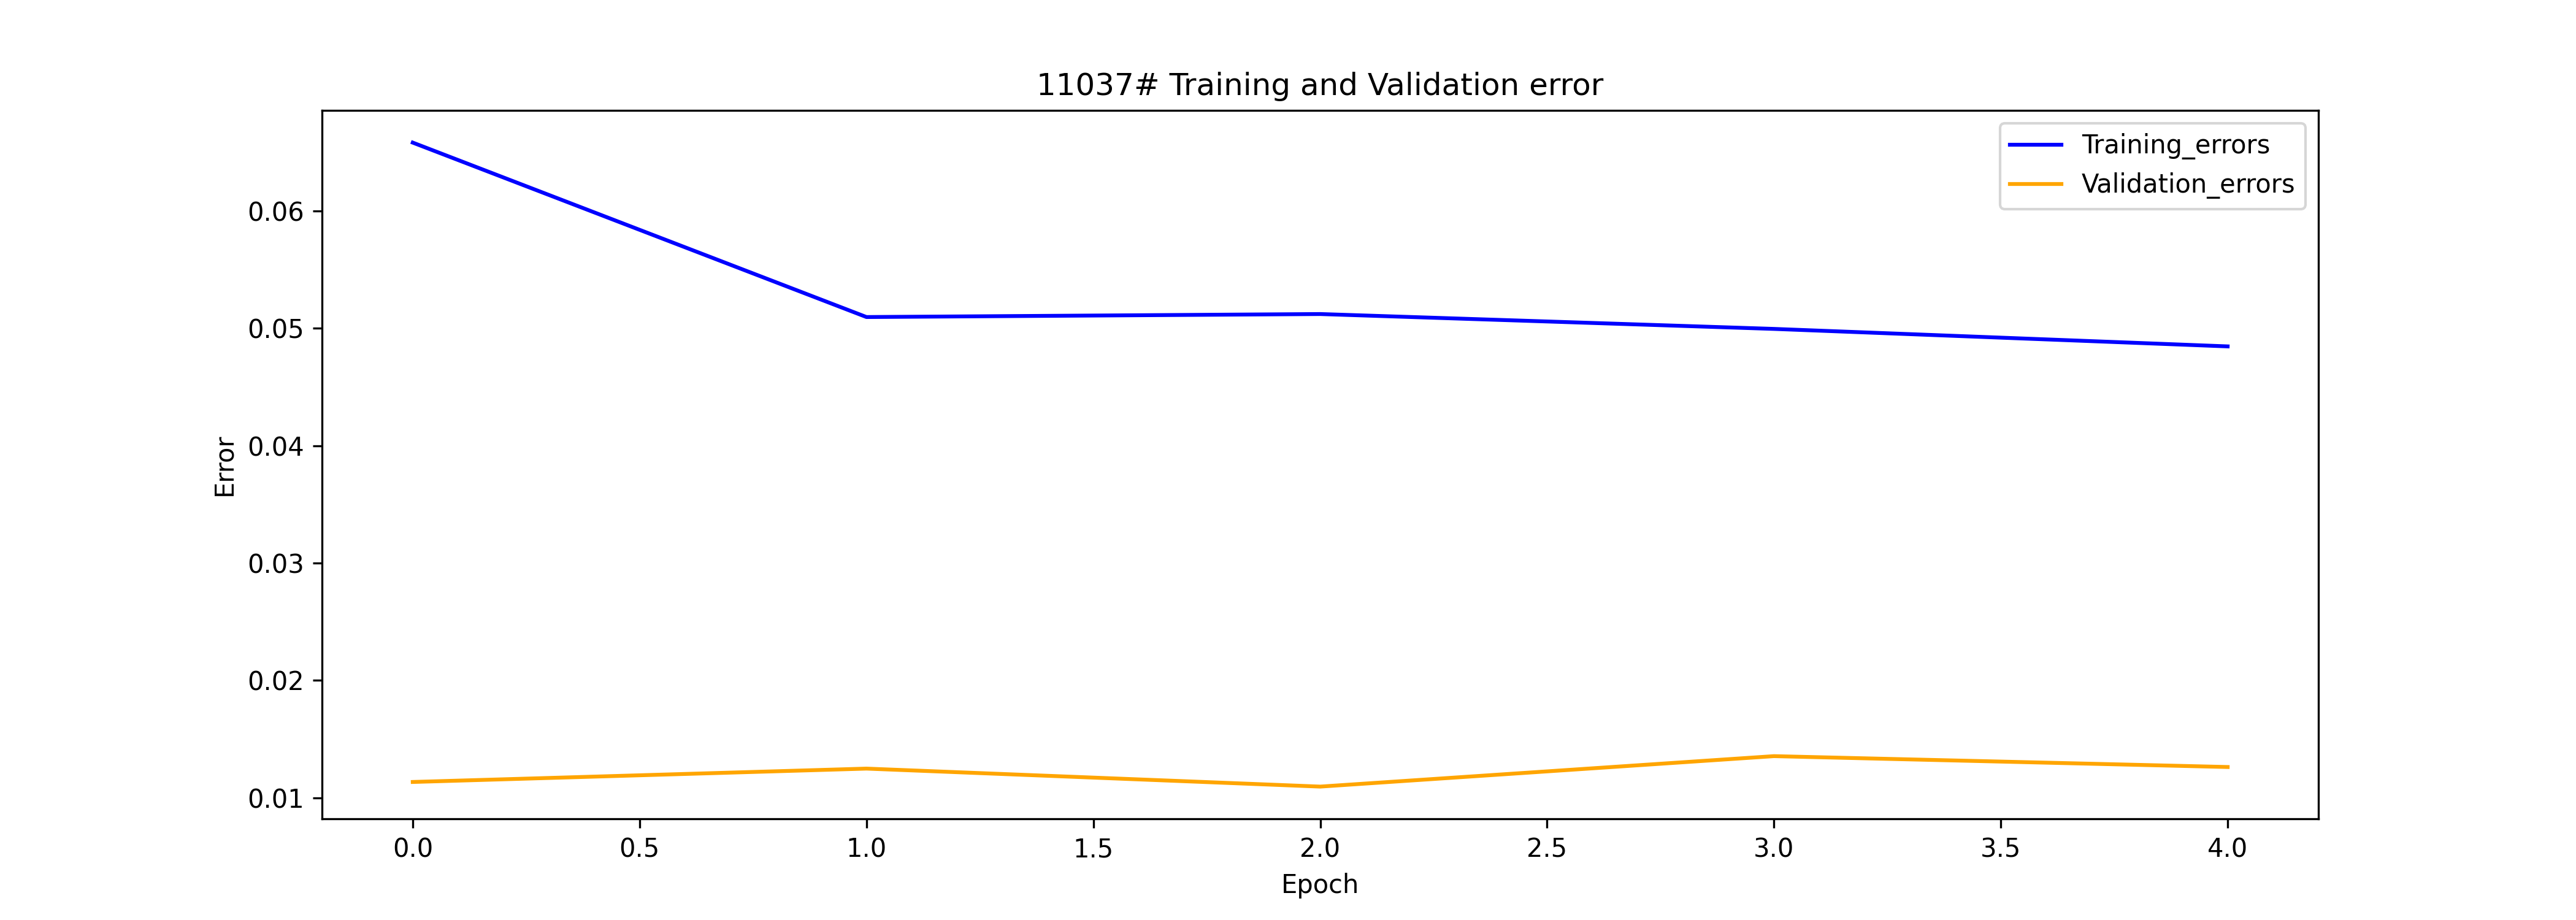 11037# Training and Validation error
Training_errors
Validation_errors
Error
0.06
0.05
0.04
0.03
0.02
0.01
0.0 0.5 1.0 1.5 2.0 2.5 3.0 3.5 4.0
Epoch